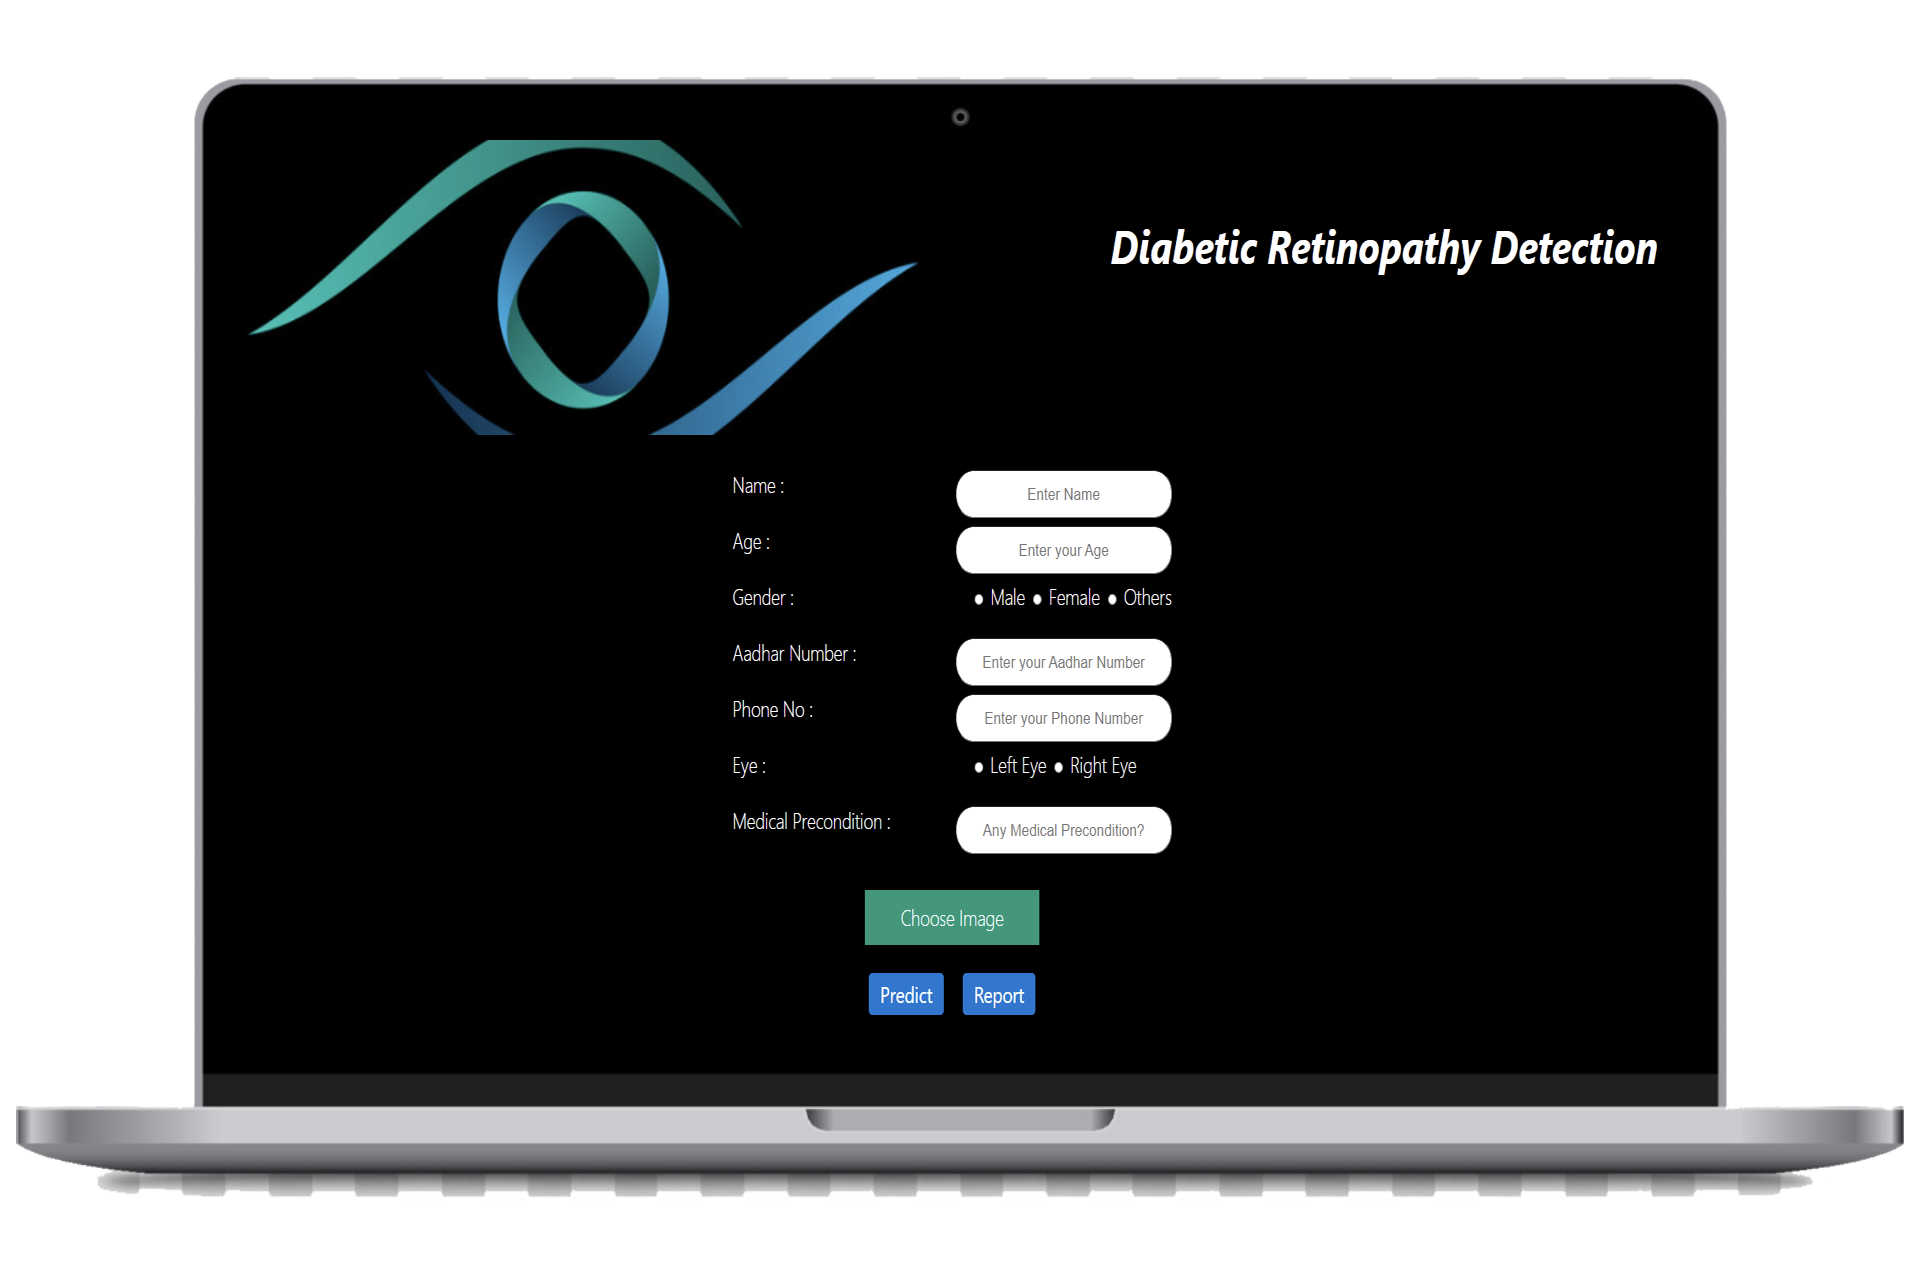 Diabetic Retinopathy Detection
Name : Enter Name
Age : Enter your Age
Gender : Male Female Others
Aadhar Number : Enter your Aadhar Number
Phone No : Enter your Phone Number
Eye : Left Eye Right Eye
Medical Precondition : Any Medical Precondition?
Choose Image
Predict Report